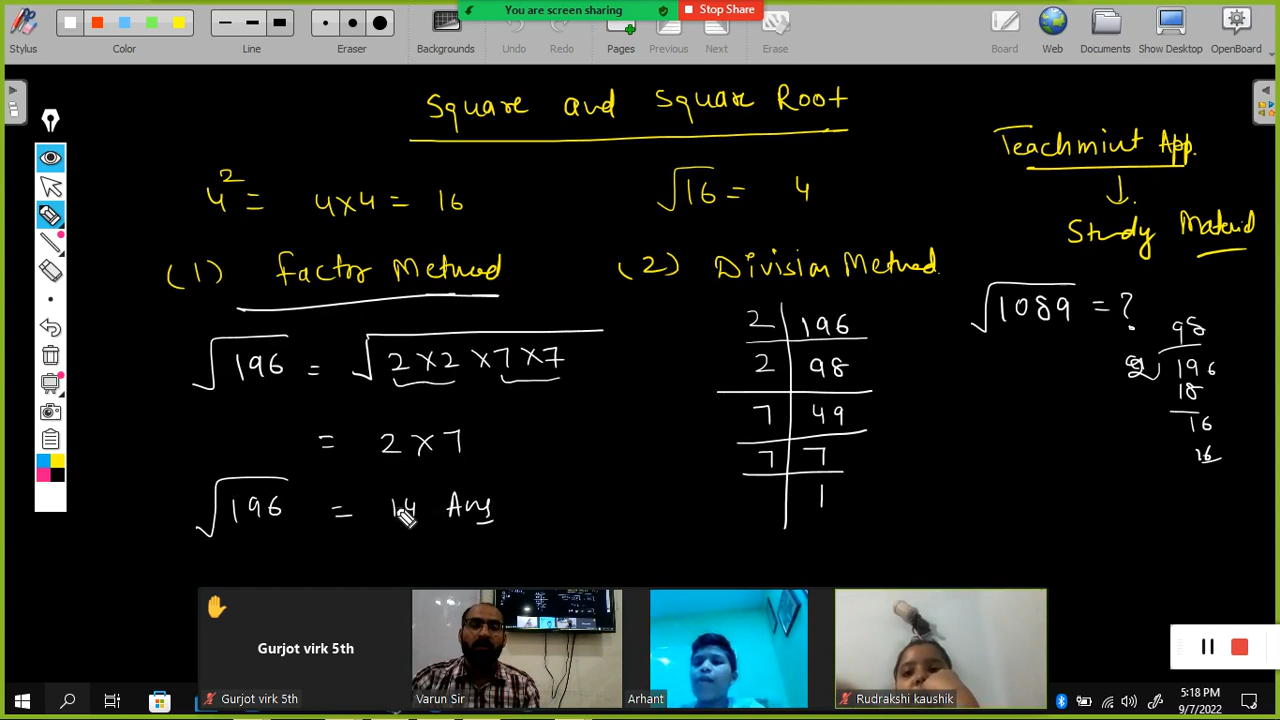 You are screen sharing
Stop Share
Stylus Color Line Eraser Backgrounds Undo Redo Pages Previous Next Erase Board Web Documents Show Desktop OpenBoard
Square and Square Root
Teachmint App.
Study Material
4² = 4×4 = 16
√16 = 4
(1) Factor Method
√196 = √2×2×7×7
= 2×7
√196 = 14 Ans
(2) Division Method
2 | 196
2 | 98
7 | 49
7 | 7
1
√1089 = ?
98
196
18
16
16
Gurjot virk 5th
Gurjot virk 5th
Varun Sir
Arhant
Rudrakshi kaushik
5:18 PM
9/7/2022